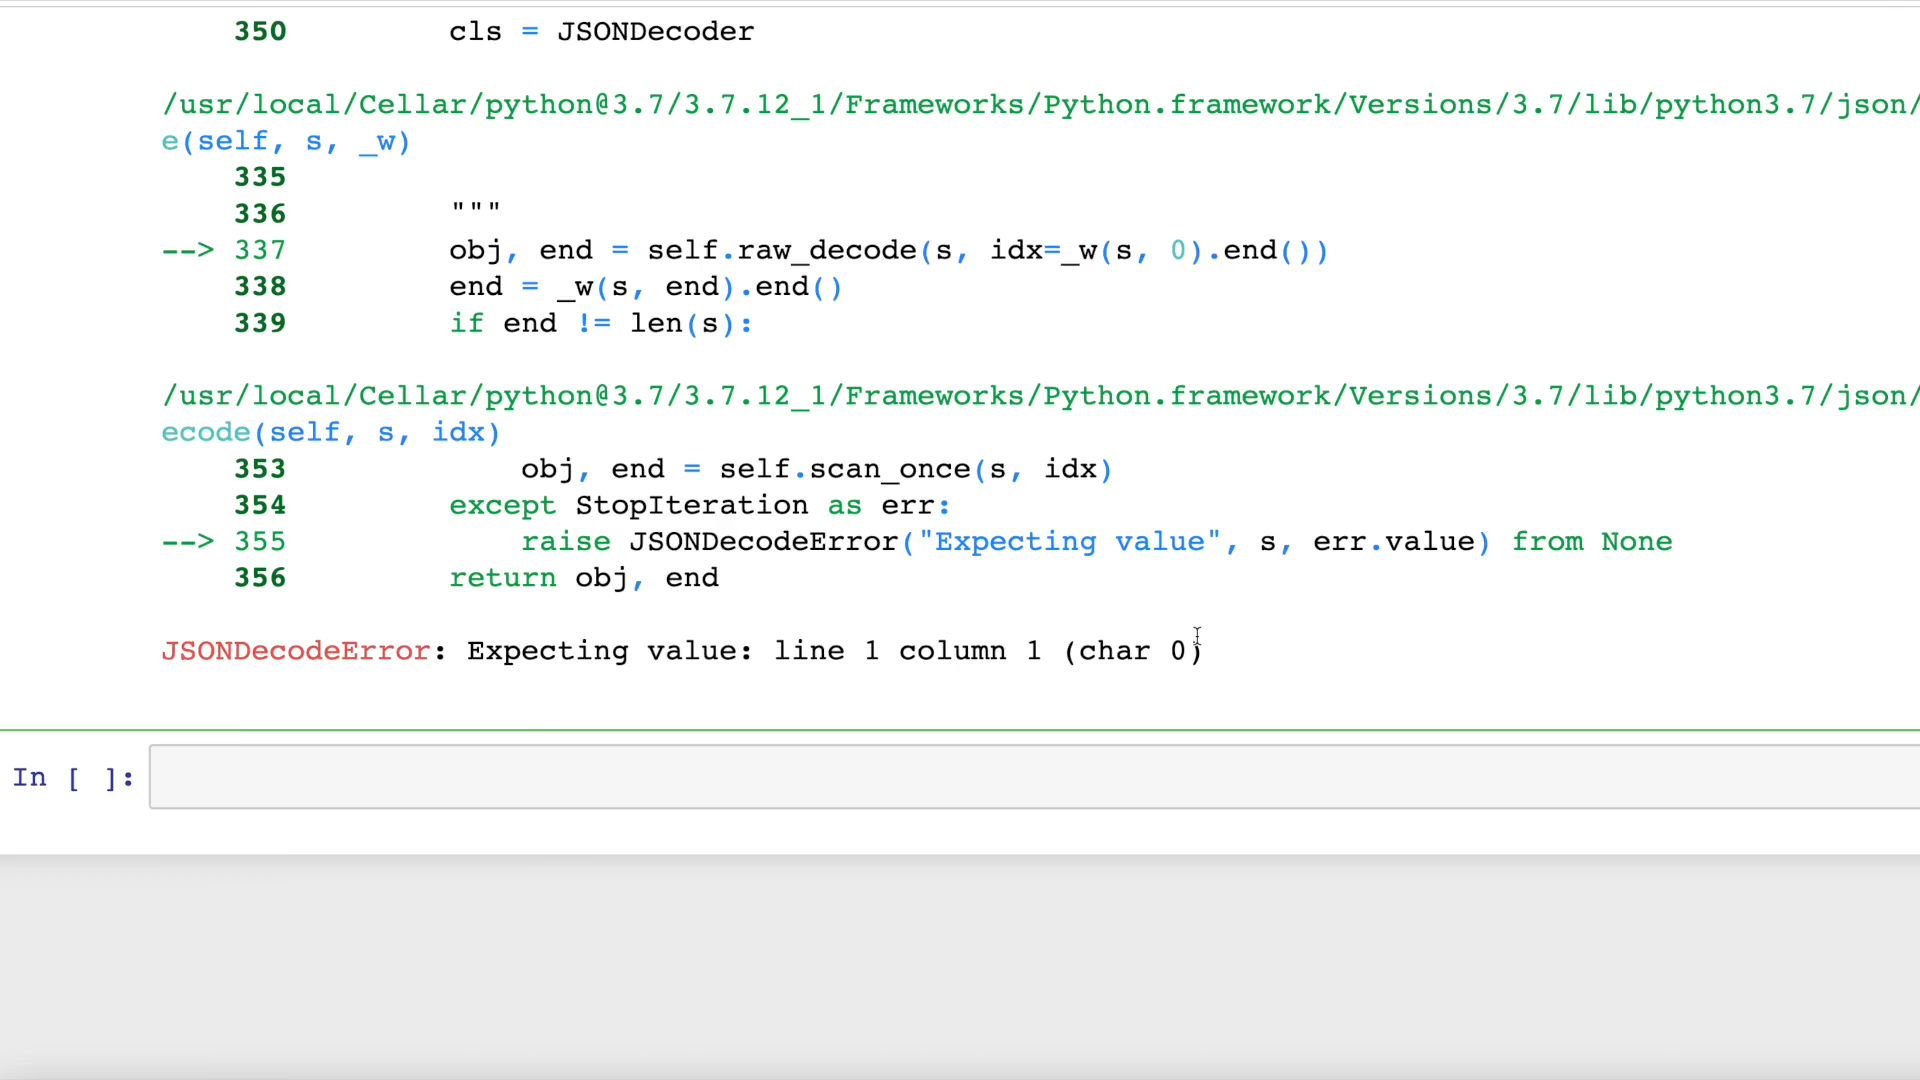 350 cls = JSONDecoder
/usr/local/Cellar/python@3.7/3.7.12_1/Frameworks/Python.framework/Versions/3.7/lib/python3.7/json/
e(self, s, _w)
335
336 """
--> 337 obj, end = self.raw_decode(s, idx=_w(s, 0).end())
338 end = _w(s, end).end()
339 if end != len(s):
/usr/local/Cellar/python@3.7/3.7.12_1/Frameworks/Python.framework/Versions/3.7/lib/python3.7/json/
ecode(self, s, idx)
353 obj, end = self.scan_once(s, idx)
354 except StopIteration as err:
--> 355 raise JSONDecodeError("Expecting value", s, err.value) from None
356 return obj, end
JSONDecodeError: Expecting value: line 1 column 1 (char 0)
In [ ]: